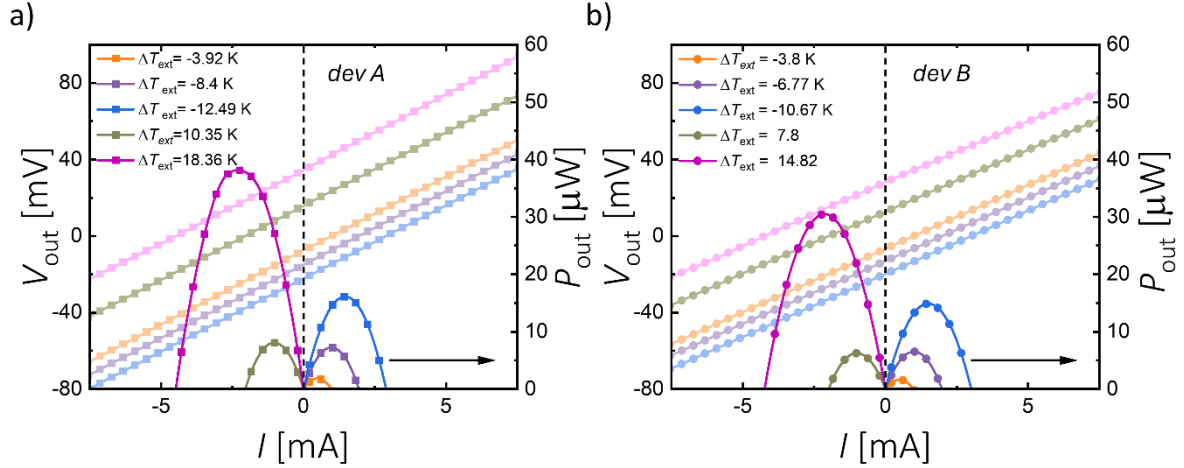 a)
dev A
ΔText= -3.92 K
ΔText= -8.4 K
ΔText= -12.49 K
ΔText=10.35 K
ΔText=18.36 K
Vout [mV]
80
40
0
-40
-80
Pout [μW]
60
50
40
30
20
10
0
-5
0
5
I [mA]
b)
dev B
ΔText = -3.8 K
ΔText = -6.77 K
ΔText = -10.67 K
ΔText = 7.8
ΔText = 14.82
Vout [mV]
80
40
0
-40
-80
Pout [μW]
60
50
40
30
20
10
0
-5
0
5
I [mA]